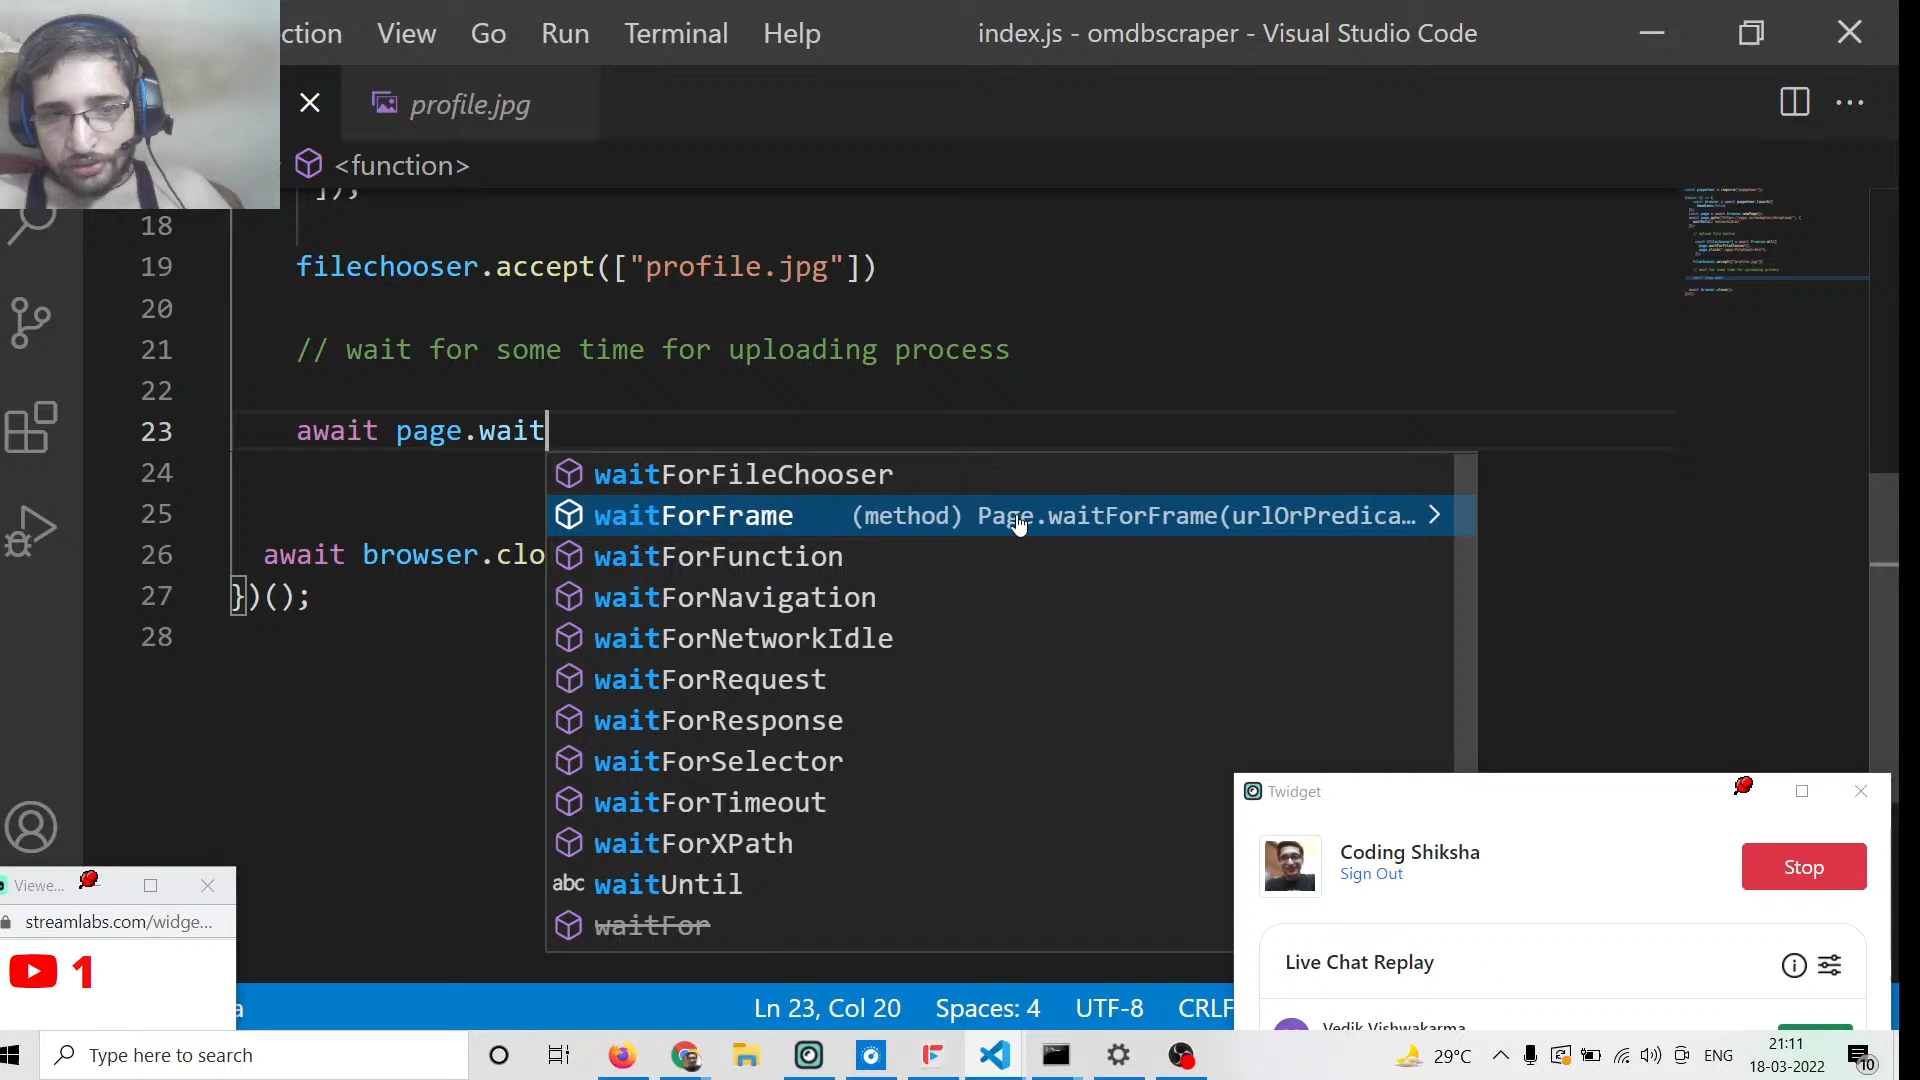 ction View Go Run Terminal Help index.js - omdbscraper - Visual Studio Code
profile.jpg
<function>
]);
18
19 filechooser.accept(["profile.jpg"])
20
21 // wait for some time for uploading process
22
23 await page.wait
24 waitForFileChooser
25 waitForFrame (method) Page.waitForFrame(urlOrPredica…
26 await browser.clo waitForFunction
27 })(); waitForNavigation
28 waitForNetworkIdle
waitForRequest
waitForResponse
waitForSelector
waitForTimeout
waitForXPath
abc waitUntil
waitFor
Twidget
Coding Shiksha
Sign Out
Stop
Live Chat Replay
Vedik Vishwakarma
Viewe...
streamlabs.com/widge...
1
a Ln 23, Col 20 Spaces: 4 UTF-8 CRLF
Type here to search
29°C ENG 21:11
18-03-2022
10